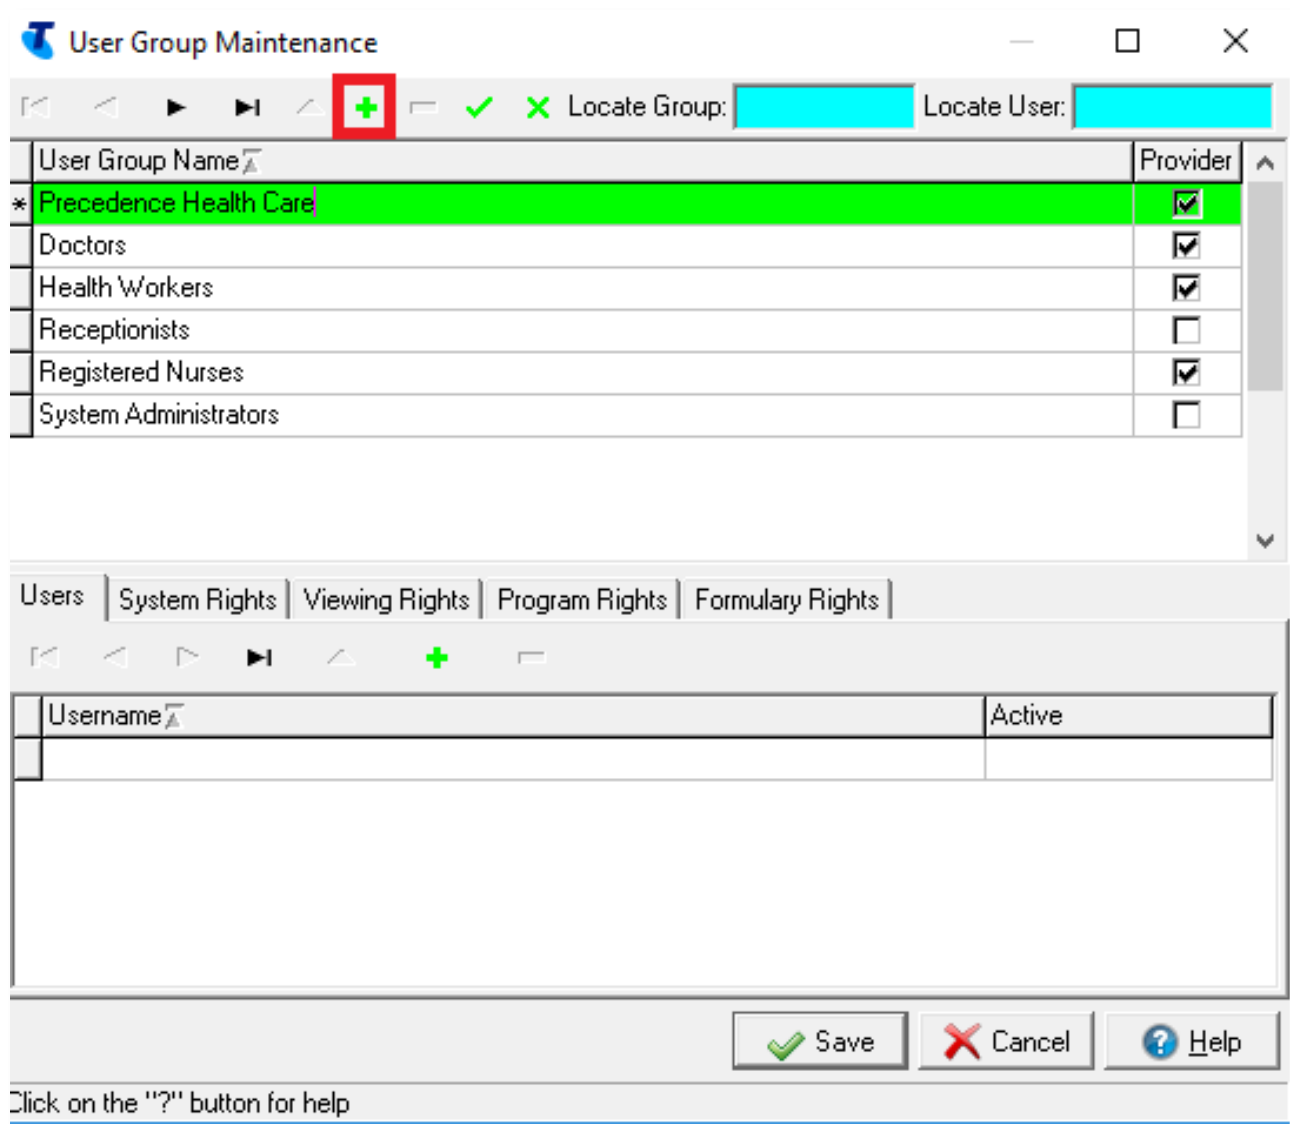 User Group Maintenance
Locate Group: Locate User:
User Group Name Provider
* Precedence Health Care
Doctors
Health Workers
Receptionists
Registered Nurses
System Administrators
Users System Rights Viewing Rights Program Rights Formulary Rights
Username Active
Save Cancel Help
Click on the "?" button for help